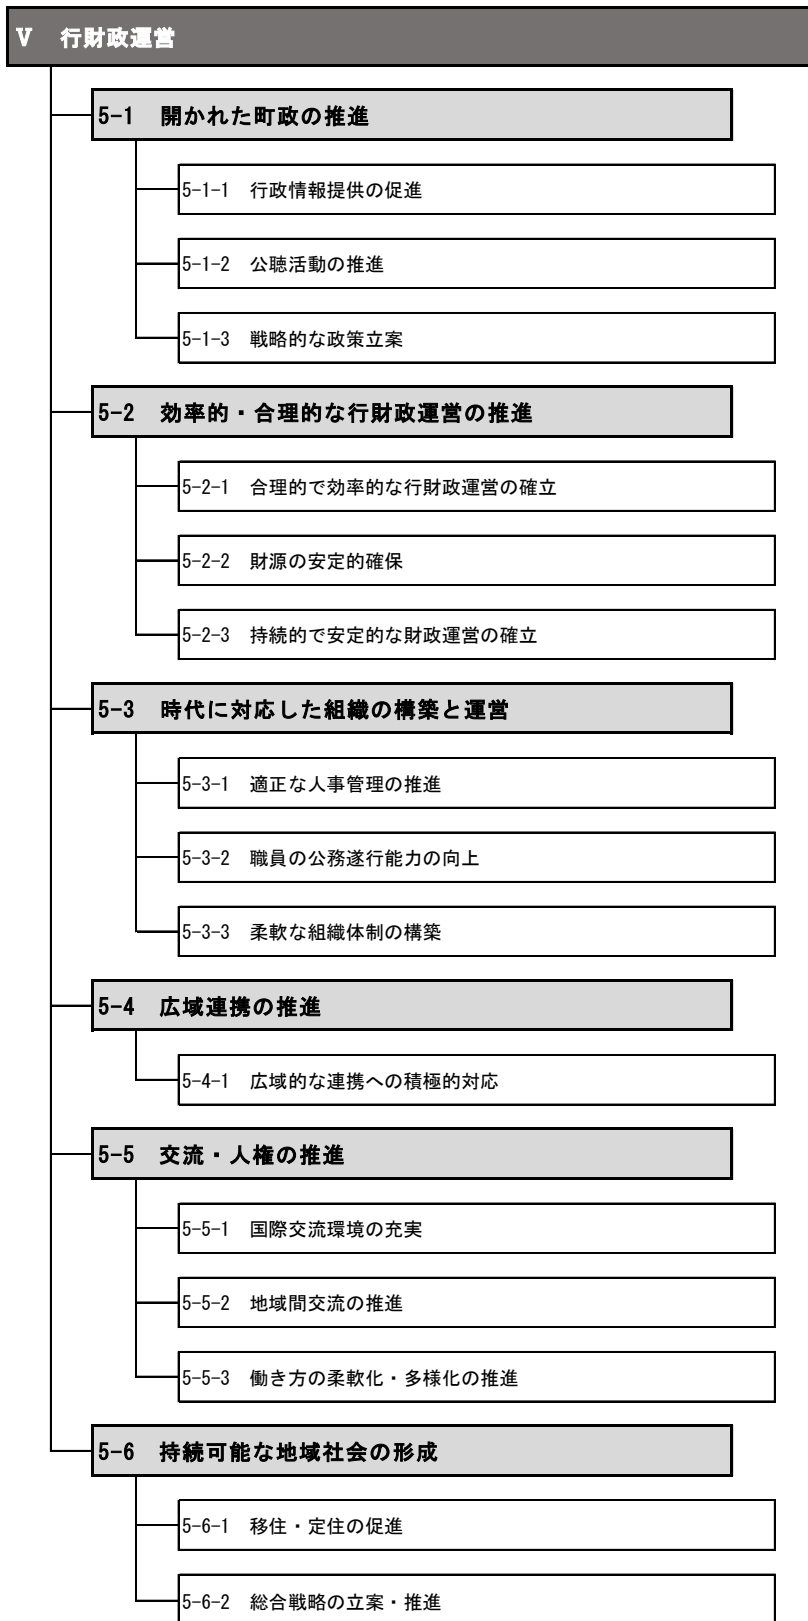 Ⅴ　行財政運営
5-1　開かれた町政の推進
5-1-1　行政情報提供の促進
5-1-2　公聴活動の推進
5-1-3　戦略的な政策立案
5-2　効率的・合理的な行財政運営の推進
5-2-1　合理的で効率的な行財政運営の確立
5-2-2　財源の安定的確保
5-2-3　持続的で安定的な財政運営の確立
5-3　時代に対応した組織の構築と運営
5-3-1　適正な人事管理の推進
5-3-2　職員の公務遂行能力の向上
5-3-3　柔軟な組織体制の構築
5-4　広域連携の推進
5-4-1　広域的な連携への積極的対応
5-5　交流・人権の推進
5-5-1　国際交流環境の充実
5-5-2　地域間交流の推進
5-5-3　働き方の柔軟化・多様化の推進
5-6　持続可能な地域社会の形成
5-6-1　移住・定住の促進
5-6-2　総合戦略の立案・推進